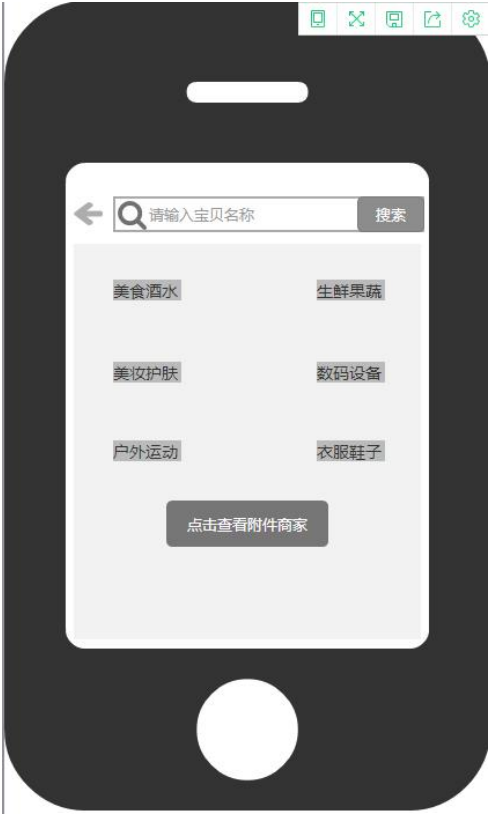 请输入宝贝名称 搜索
美食酒水 生鲜果蔬
美妆护肤 数码设备
户外运动 衣服鞋子
点击查看附件商家